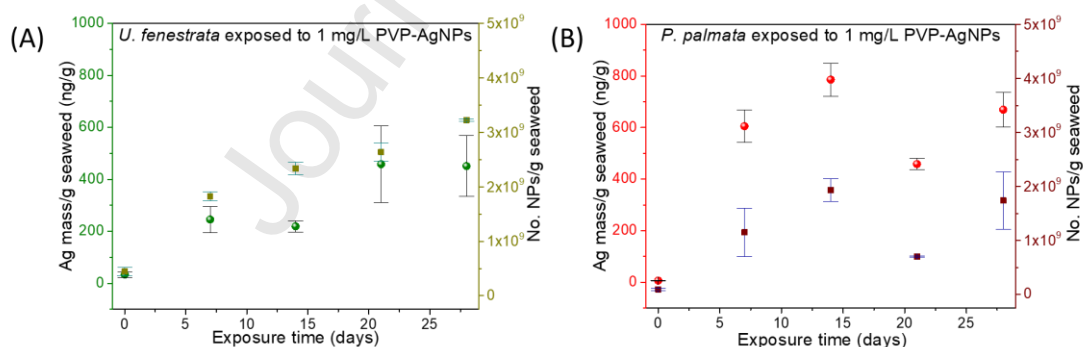 (A)
U. fenestrata exposed to 1 mg/L PVP-AgNPs
Ag mass/g seaweed (ng/g)
1000
800
600
400
200
0
5x10⁹
4x10⁹
3x10⁹
2x10⁹
1x10⁹
0
No. NPs/g seaweed
0 5 10 15 20 25
Exposure time (days)
Jouri
(B)
P. palmata exposed to 1 mg/L PVP-AgNPs
Ag mass/g seaweed (ng/g)
1000
800
600
400
200
0
5x10⁹
4x10⁹
3x10⁹
2x10⁹
1x10⁹
0
No. NPs/g seaweed
0 5 10 15 20 25
Exposure time (days)